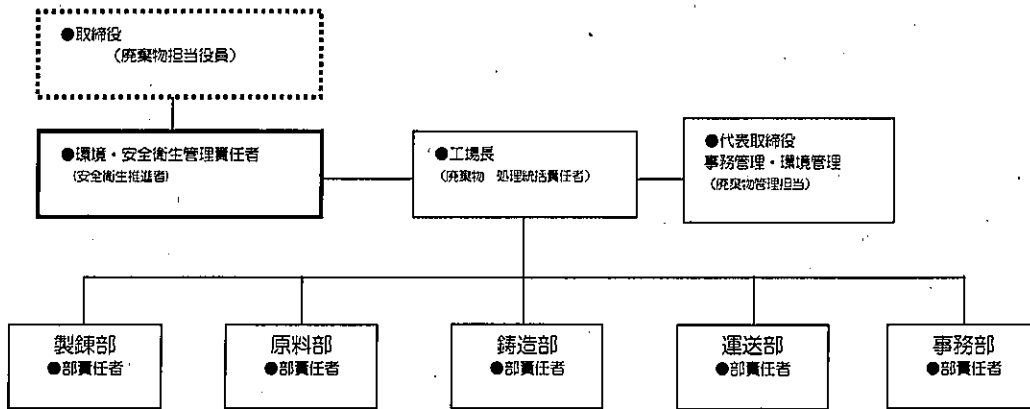 ●取締役
(廃棄物担当役員)
●環境・安全衛生管理責任者
(安全衛生推進者)
●工場長
(廃棄物 処理統括責任者)
●代表取締役
事務管理・環境管理
(廃棄物管理担当)
製錬部
●部責任者
原料部
●部責任者
鋳造部
●部責任者
運送部
●部責任者
事務部
●部責任者